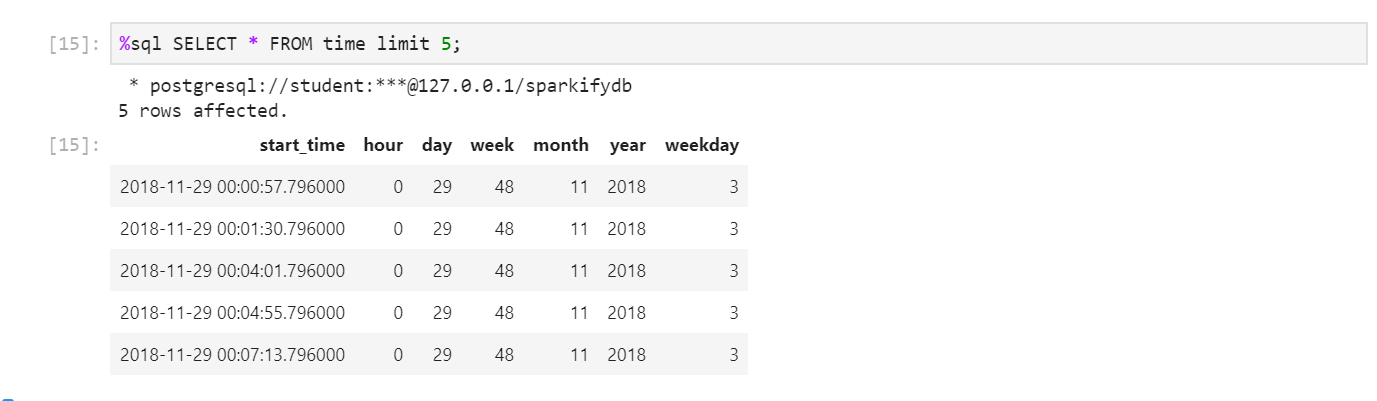 [15]: %sql SELECT * FROM time limit 5;
* postgresql://student:***@127.0.0.1/sparkifydb
5 rows affected.
[15]: start_time hour day week month year weekday
2018-11-29 00:00:57.796000 0 29 48 11 2018 3
2018-11-29 00:01:30.796000 0 29 48 11 2018 3
2018-11-29 00:04:01.796000 0 29 48 11 2018 3
2018-11-29 00:04:55.796000 0 29 48 11 2018 3
2018-11-29 00:07:13.796000 0 29 48 11 2018 3